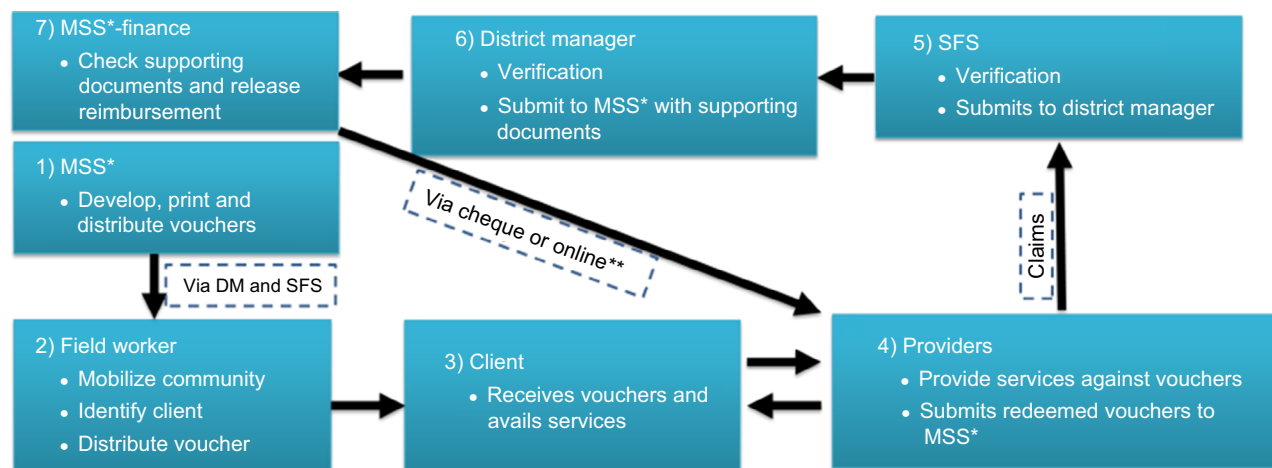 7) MSS*-finance
• Check supporting
documents and release
reimbursement
6) District manager
• Verification
• Submit to MSS* with supporting
documents
5) SFS
• Verification
• Submits to district manager
1) MSS*
• Develop, print and
distribute vouchers
Via cheque or online**
Claims
Via DM and SFS
2) Field worker
• Mobilize community
• Identify client
• Distribute voucher
3) Client
• Receives vouchers and
avails services
4) Providers
• Provide services against vouchers
• Submits redeemed vouchers to
MSS*